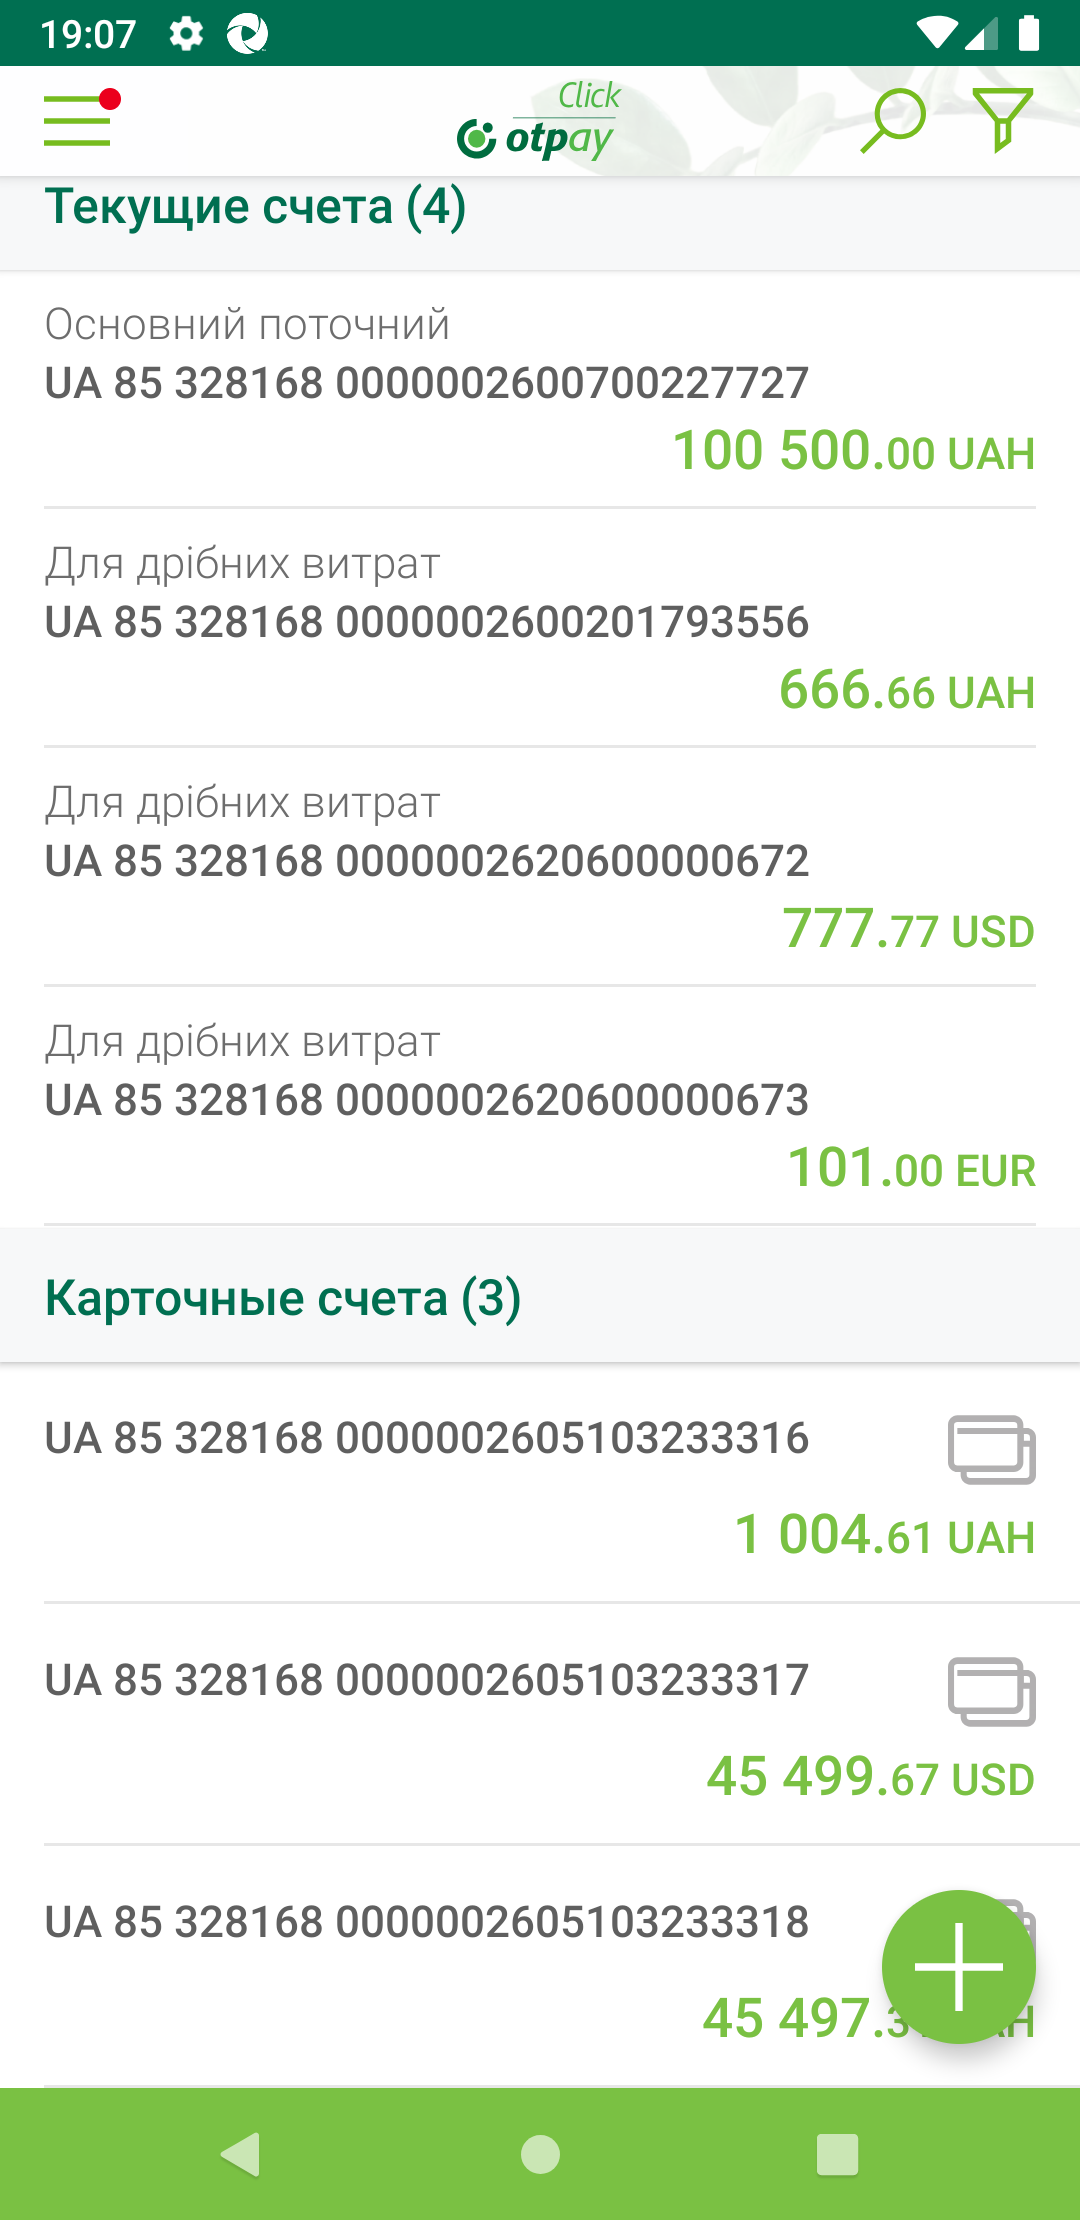 19:07
Click
otpay
Текущие счета (4)
Основний поточний
UA 85 328168 0000002600700227727
100 500.00 UAH
Для дрібних витрат
UA 85 328168 0000002600201793556
666.66 UAH
Для дрібних витрат
UA 85 328168 0000002620600000672
777.77 USD
Для дрібних витрат
UA 85 328168 0000002620600000673
101.00 EUR
Карточные счета (3)
UA 85 328168 0000002605103233316
1 004.61 UAH
UA 85 328168 0000002605103233317
45 499.67 USD
UA 85 328168 0000002605103233318
45 497.3